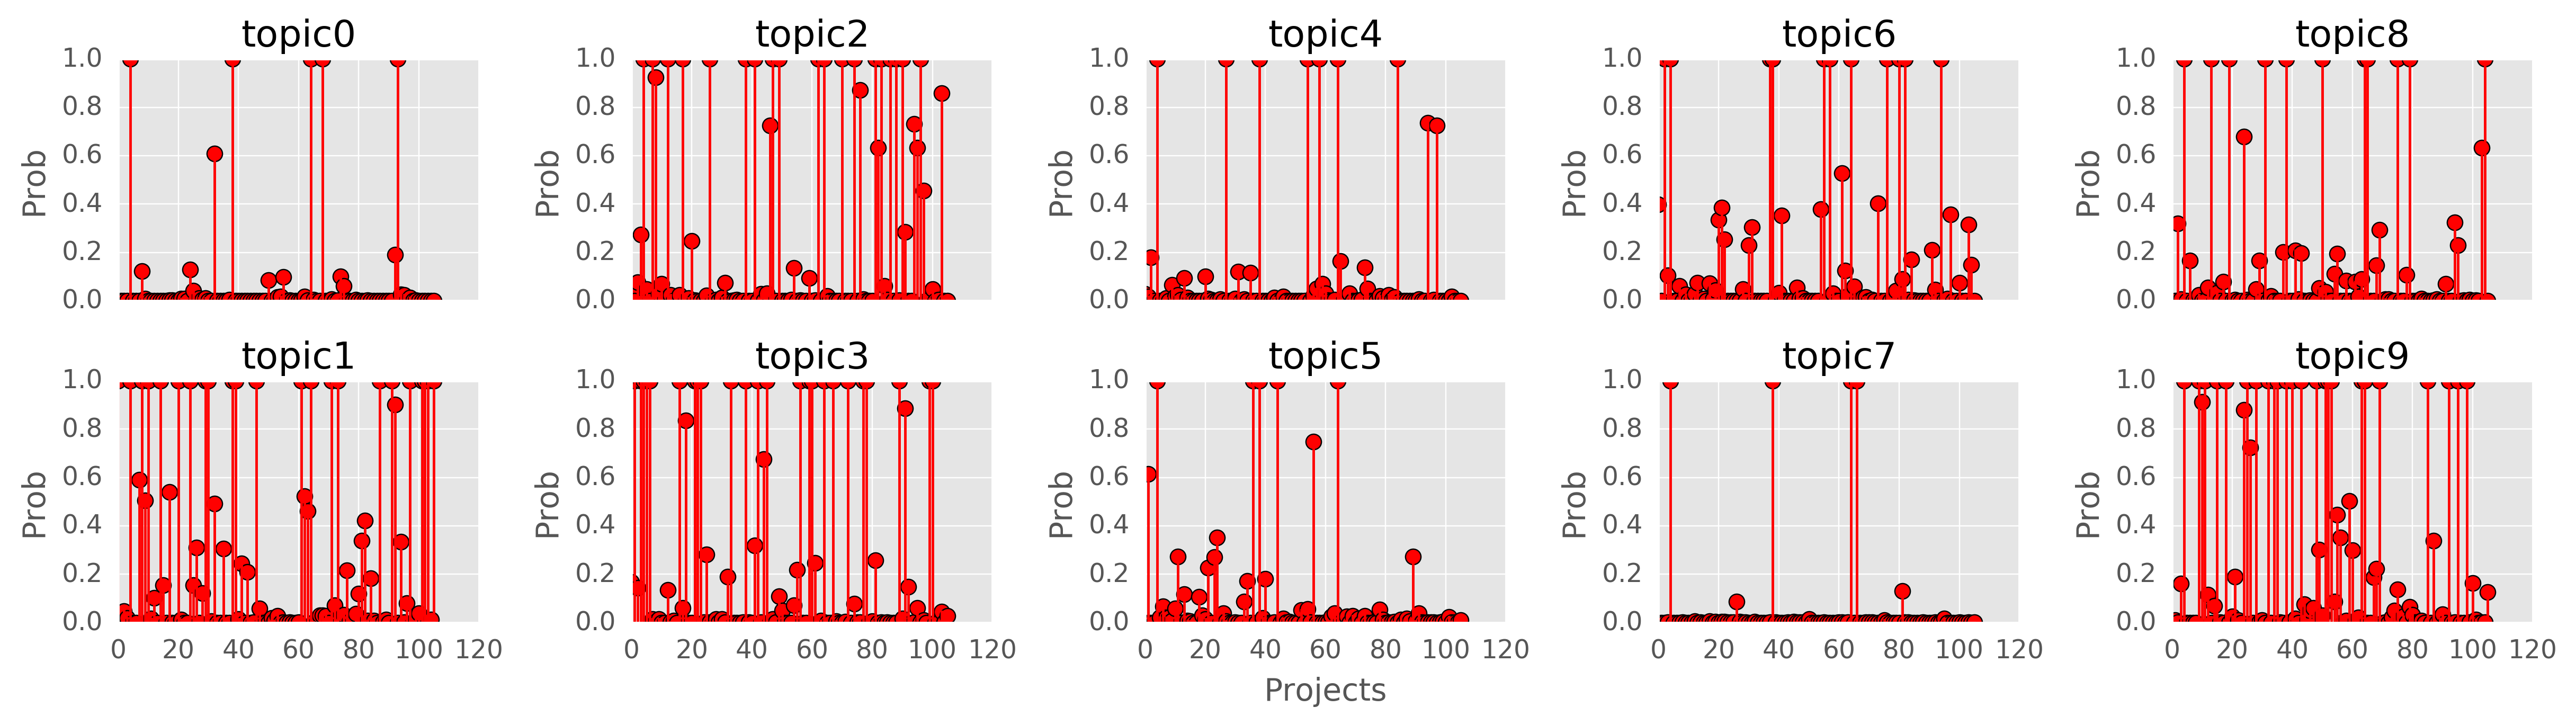 topic0 topic2 topic4 topic6 topic8
1.0 1.0 1.0 1.0 1.0
0.8 0.8 0.8 0.8 0.8
0.6 0.6 0.6 0.6 0.6
Prob Prob Prob Prob Prob
0.4 0.4 0.4 0.4 0.4
0.2 0.2 0.2 0.2 0.2
0.0 0.0 0.0 0.0 0.0
topic1 topic3 topic5 topic7 topic9
1.0 1.0 1.0 1.0 1.0
0.8 0.8 0.8 0.8 0.8
0.6 0.6 0.6 0.6 0.6
Prob Prob Prob Prob Prob
0.4 0.4 0.4 0.4 0.4
0.2 0.2 0.2 0.2 0.2
0.0 0.0 0.0 0.0 0.0
0 20 40 60 80 100 120 0 20 40 60 80 100 120 0 20 40 60 80 100 120 0 20 40 60 80 100 120 0 20 40 60 80 100 120
Projects